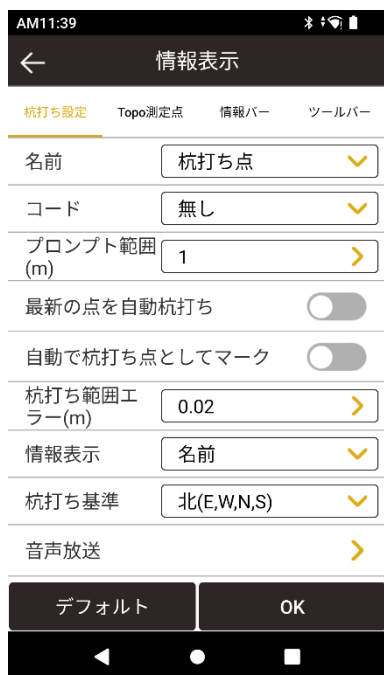 AM11:39
情報表示
杭打ち設定 Topo測定点 情報バー ツールバー
名前 杭打ち点
コード 無し
プロンプト範囲
(m) 1
最新の点を自動杭打ち
自動で杭打ち点としてマーク
杭打ち範囲エ
ラー(m) 0.02
情報表示 名前
杭打ち基準 北(E,W,N,S)
音声放送
デフォルト OK